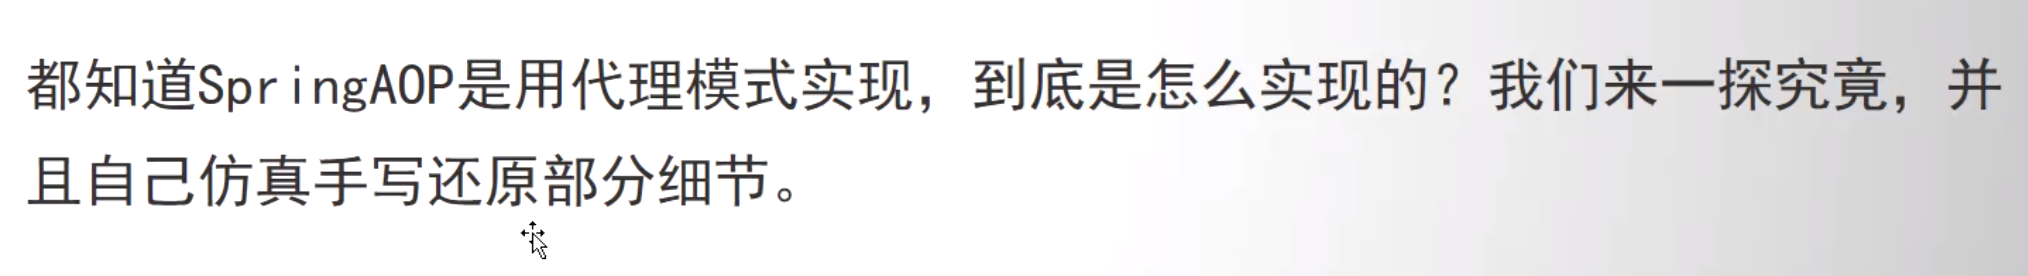 都知道SpringAOP是用代理模式实现，到底是怎么实现的？我们来一探究竟，并
且自己仿真手写还原部分细节。